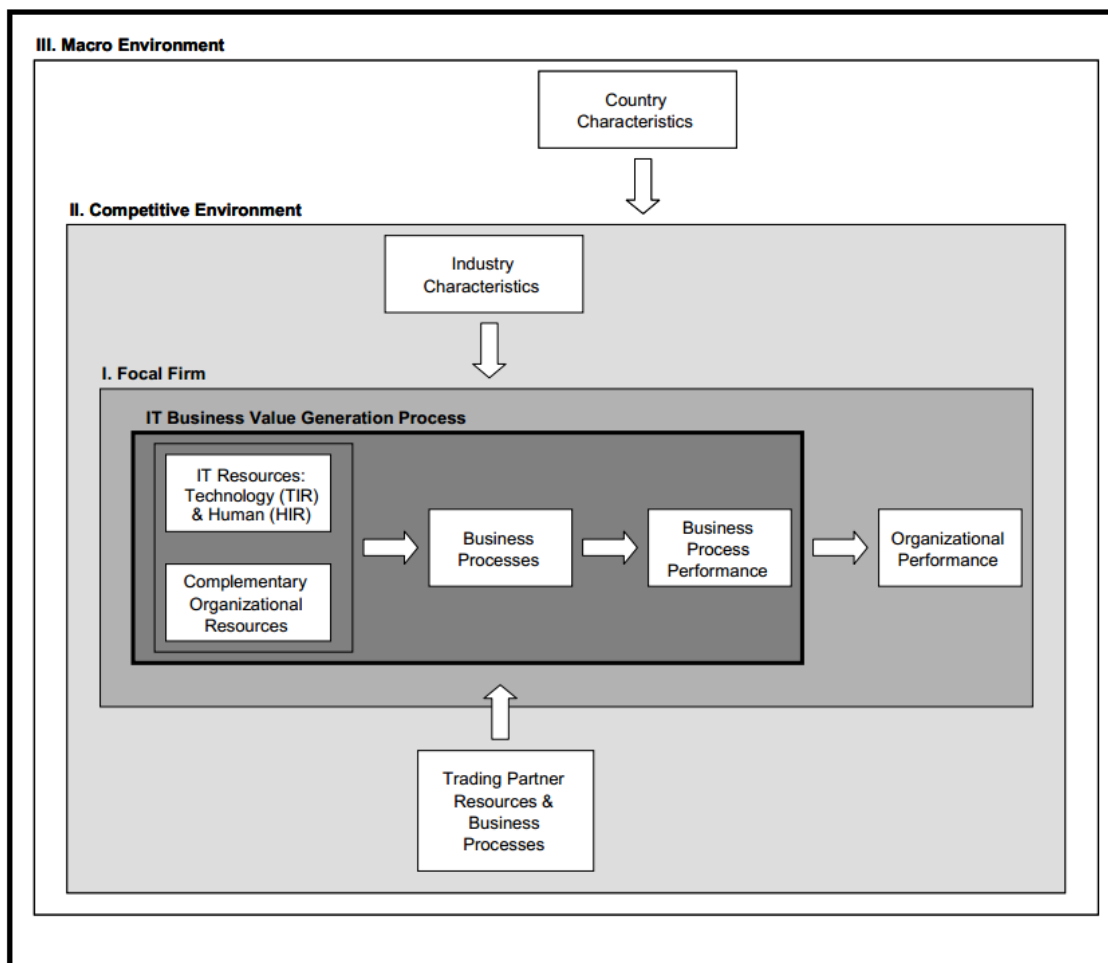 III. Macro Environment
Country
Characteristics
II. Competitive Environment
Industry
Characteristics
I. Focal Firm
IT Business Value Generation Process
IT Resources:
Technology (TIR)
& Human (HIR)
Complementary
Organizational
Resources
Business
Processes
Business
Process
Performance
Organizational
Performance
Trading Partner
Resources &
Business
Processes